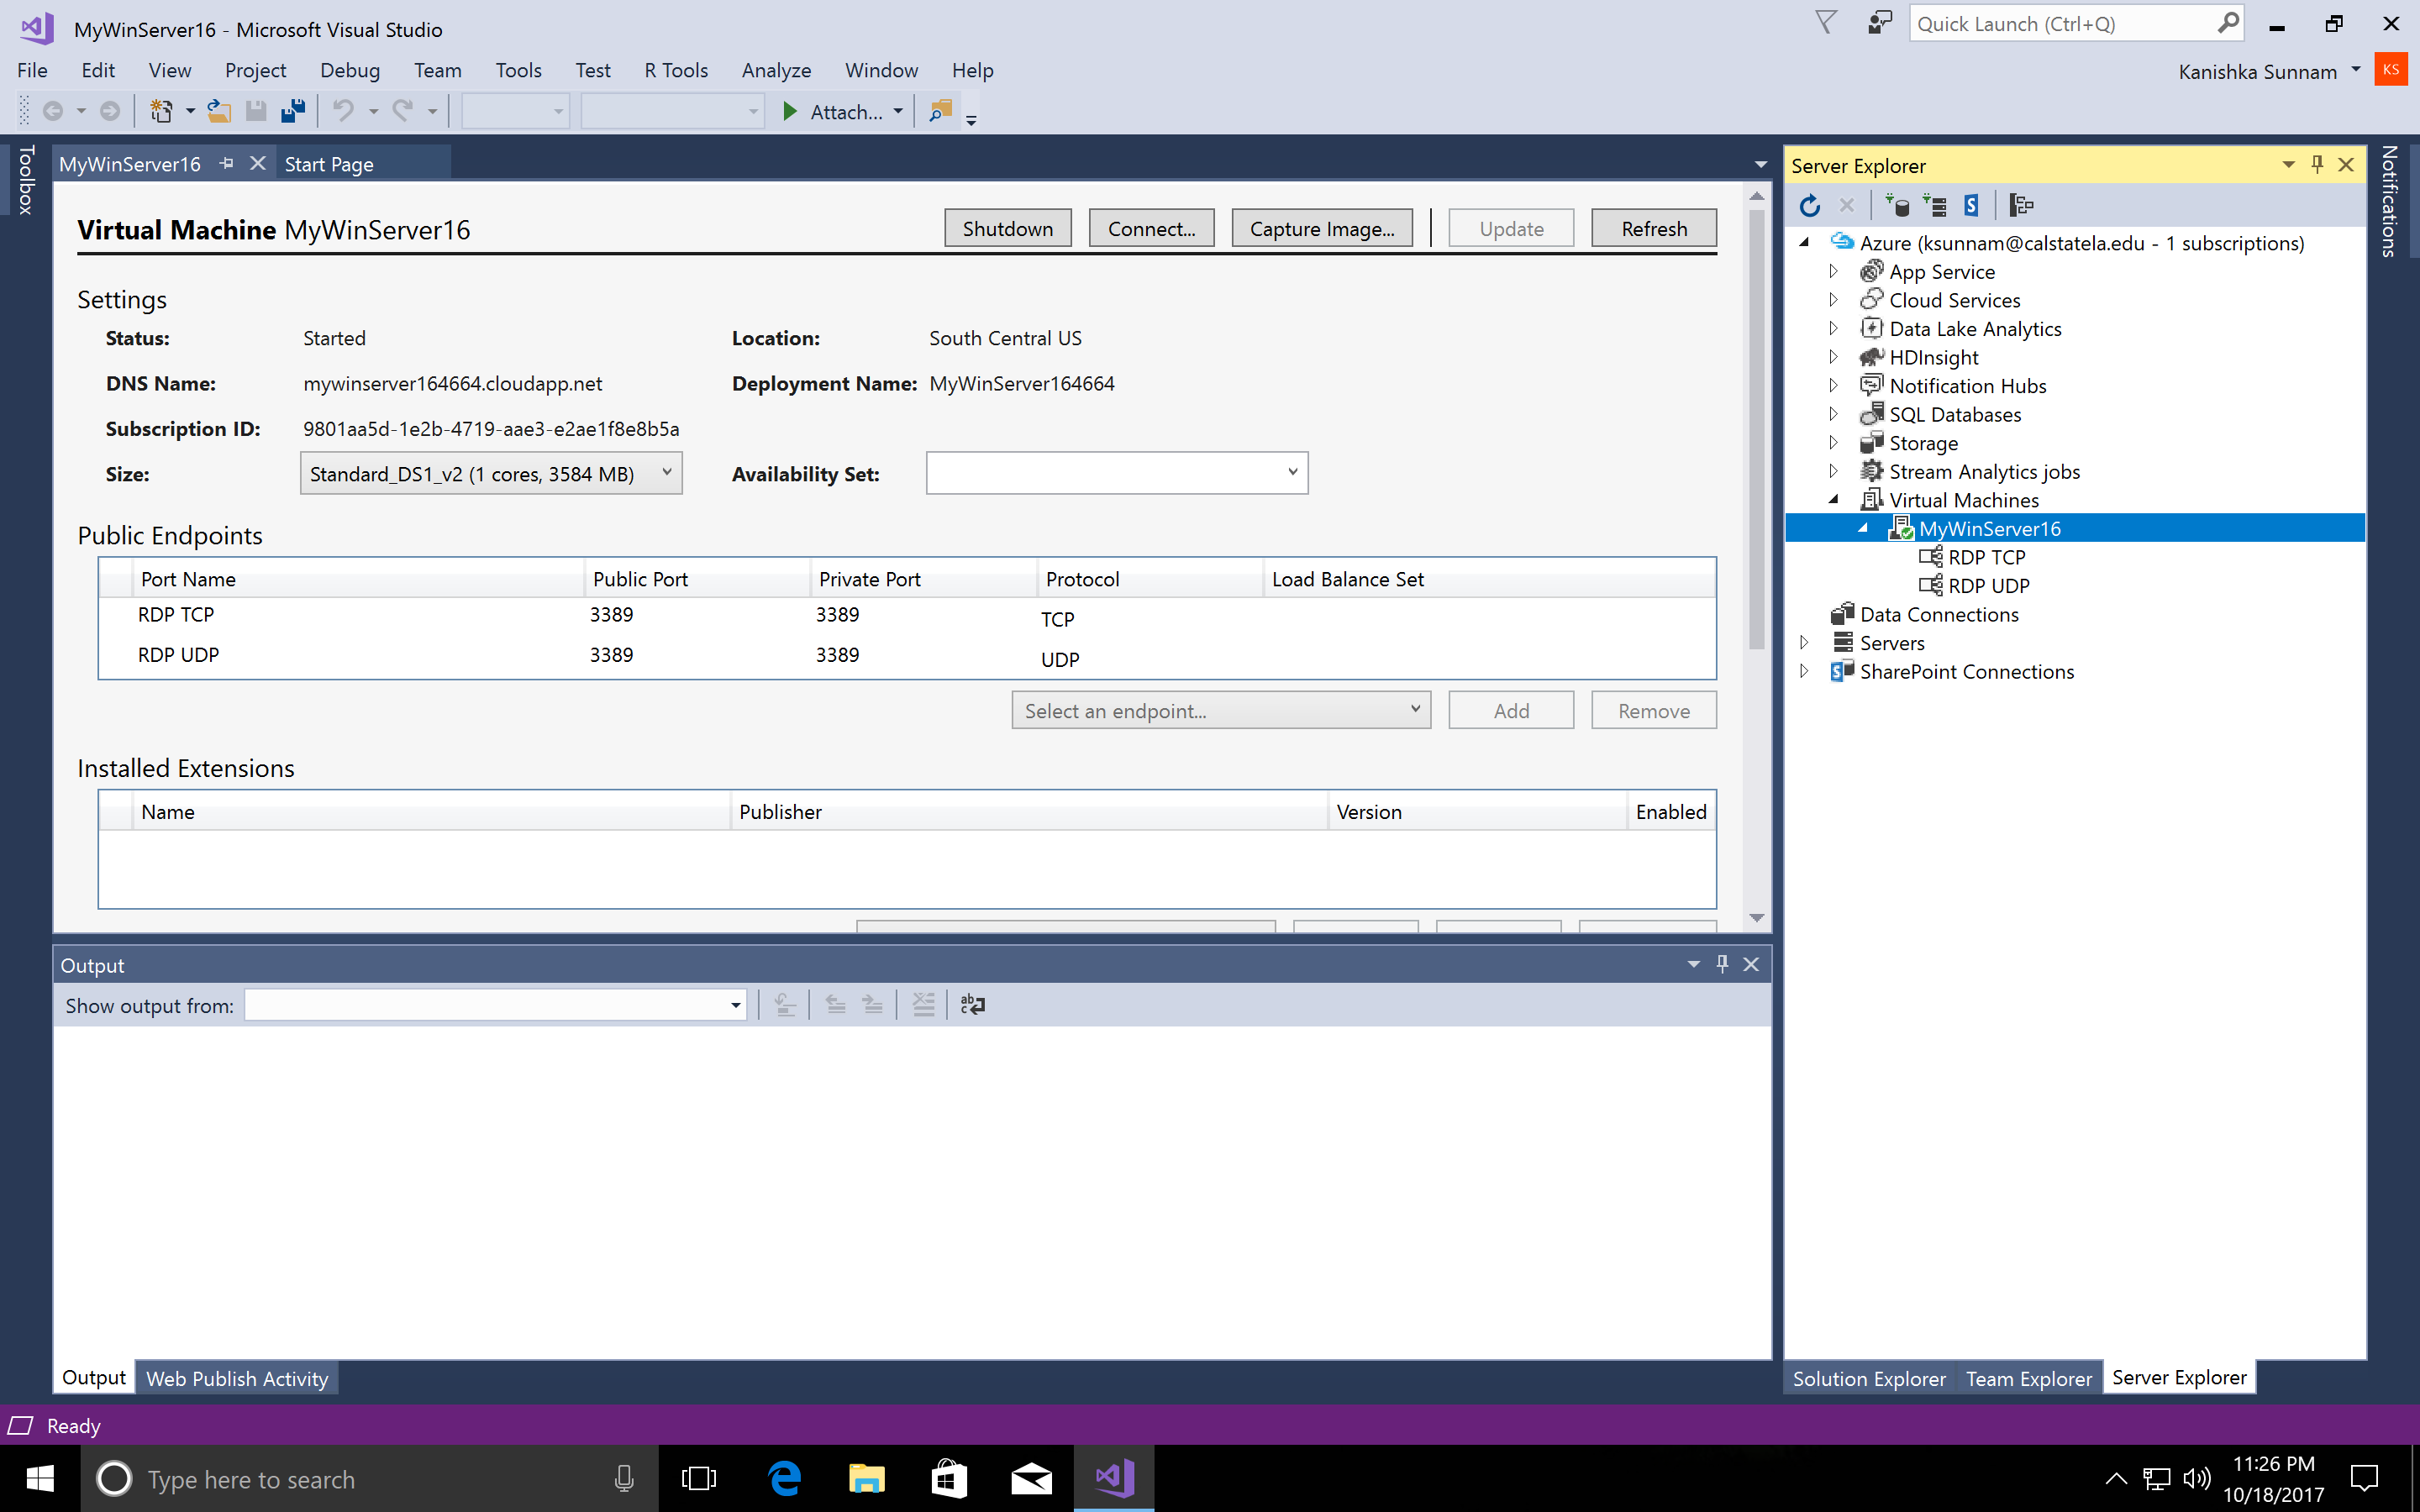 MyWinServer16 - Microsoft Visual Studio
Quick Launch (Ctrl+Q)
File Edit View Project Debug Team Tools Test R Tools Analyze Window Help
Kanishka Sunnam KS
Attach...
Toolbox
MyWinServer16 Start Page
Virtual Machine MyWinServer16
Shutdown Connect... Capture Image... Update Refresh
Settings
Status: Started Location: South Central US
DNS Name: mywinserver164664.cloudapp.net Deployment Name: MyWinServer164664
Subscription ID: 9801aa5d-1e2b-4719-aae3-e2ae1f8e8b5a
Size: Standard_DS1_v2 (1 cores, 3584 MB) Availability Set:
Public Endpoints
Port Name Public Port Private Port Protocol Load Balance Set
RDP TCP 3389 3389 TCP
RDP UDP 3389 3389 UDP
Select an endpoint... Add Remove
Installed Extensions
Name Publisher Version Enabled
Output
Show output from:
Output Web Publish Activity
Server Explorer
Azure (ksunnam@calstatela.edu - 1 subscriptions)
App Service
Cloud Services
Data Lake Analytics
HDInsight
Notification Hubs
SQL Databases
Storage
Stream Analytics jobs
Virtual Machines
MyWinServer16
RDP TCP
RDP UDP
Data Connections
Servers
SharePoint Connections
Solution Explorer Team Explorer Server Explorer
Notifications
Ready
Type here to search
11:26 PM
10/18/2017